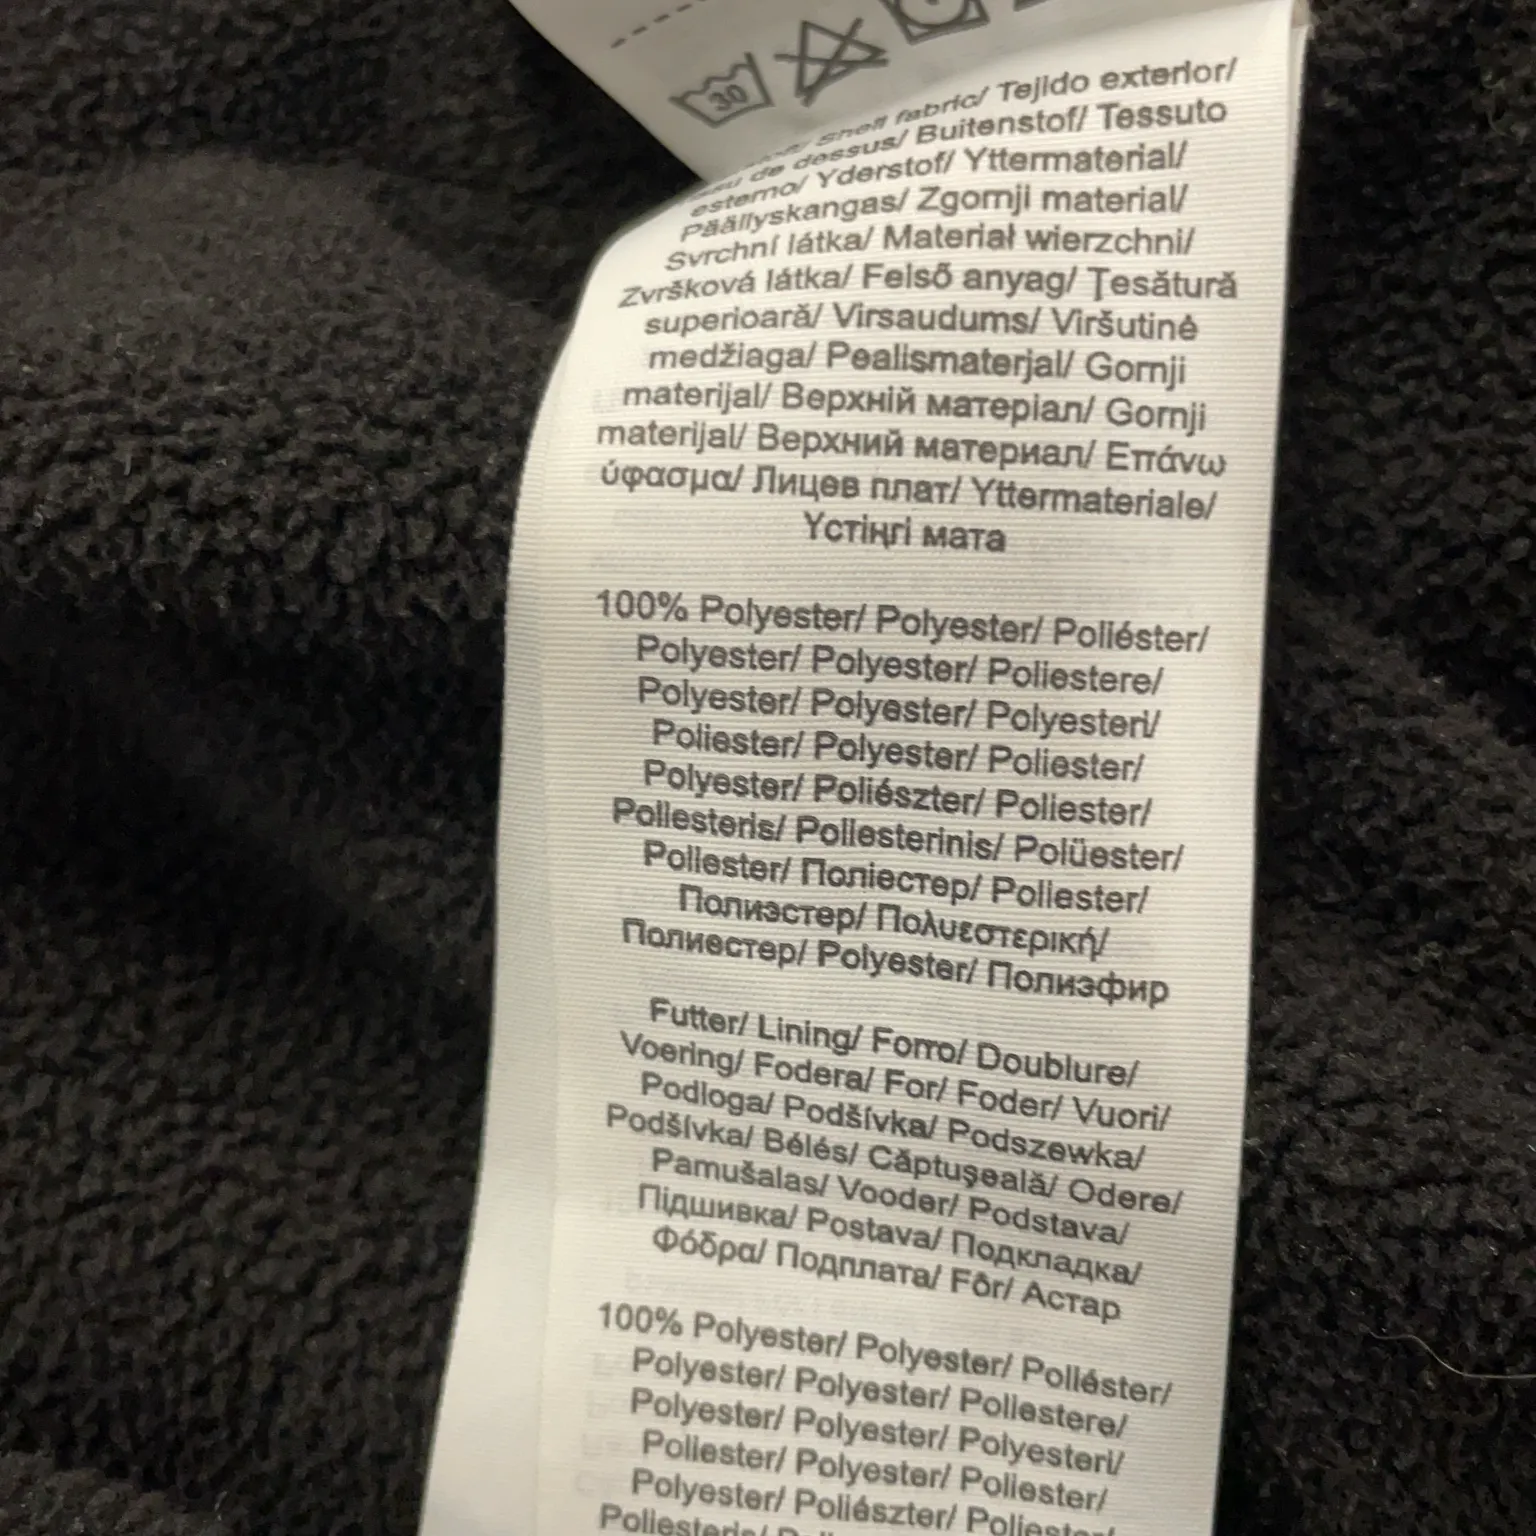 30
Shell fabric/ Tejido exterior/
de dessus/ Buitenstof/ Tessuto
esterno/ Yderstof/ Yttermaterial/
Päällyskangas/ Zgornji material/
Svrchní látka/ Materiał wierzchni/
Zvršková látka/ Felső anyag/ Ţesătură
superioară/ Virsaudums/ Viršutinė
medžiaga/ Pealismaterjal/ Gornji
materijal/ Верхній матеріал/ Gornji
materijal/ Верхний материал/ Επάνω
ύφασμα/ Лицев плат/ Yttermateriale/
Үстіңгі мата
100% Polyester/ Polyester/ Poliéster/
Polyester/ Polyester/ Poliestere/
Polyester/ Polyester/ Polyesteri/
Poliester/ Polyester/ Poliester/
Polyester/ Poliészter/ Poliester/
Poliesteris/ Poliesterinis/ Polüester/
Poliester/ Поліестер/ Poliester/
Полиэстер/ Πολυεστερική/
Полиестер/ Polyester/ Полиэфир
Futter/ Lining/ Forro/ Doublure/
Voering/ Fodera/ For/ Foder/ Vuori/
Podloga/ Podšívka/ Podszewka/
Podšívka/ Bélés/ Căptuşeală/ Odere/
Pamušalas/ Vooder/ Podstava/
Підшивка/ Postava/ Подкладка/
Φόδρα/ Подплата/ Fôr/ Астар
100% Polyester/ Polyester/ Poliéster/
Polyester/ Polyester/ Poliestere/
Polyester/ Polyester/ Polyesteri/
Poliester/ Polyester/ Poliester/
Polyester/ Poliészter/ Poliester/
Poliesteris/